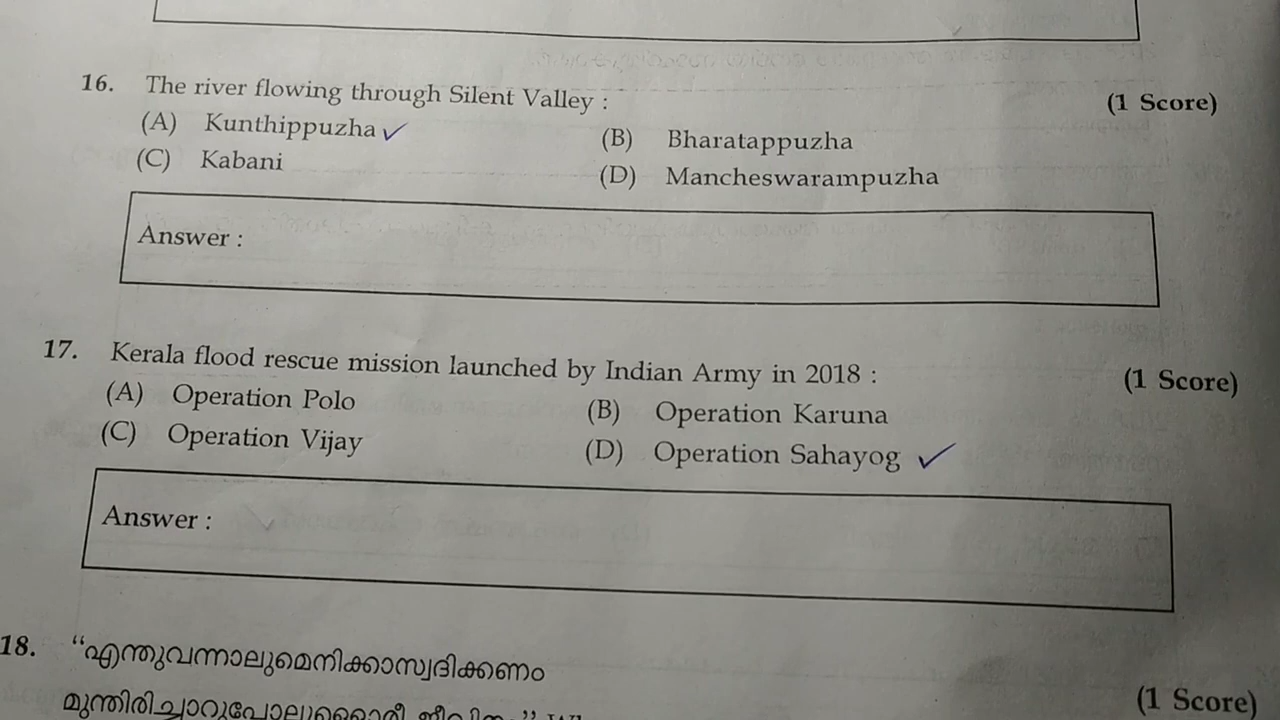 16. The river flowing through Silent Valley : (1 Score)
(A) Kunthippuzha ✓ (B) Bharatappuzha
(C) Kabani (D) Mancheswarampuzha
Answer :
17. Kerala flood rescue mission launched by Indian Army in 2018 : (1 Score)
(A) Operation Polo (B) Operation Karuna
(C) Operation Vijay (D) Operation Sahayog ✓
Answer :
18. “എന്തുവന്നാലുമെനിക്കാസ്വദിക്കണം
മുന്തിരിച്ചാറുപോലുള്ളൊരീ (1 Score)